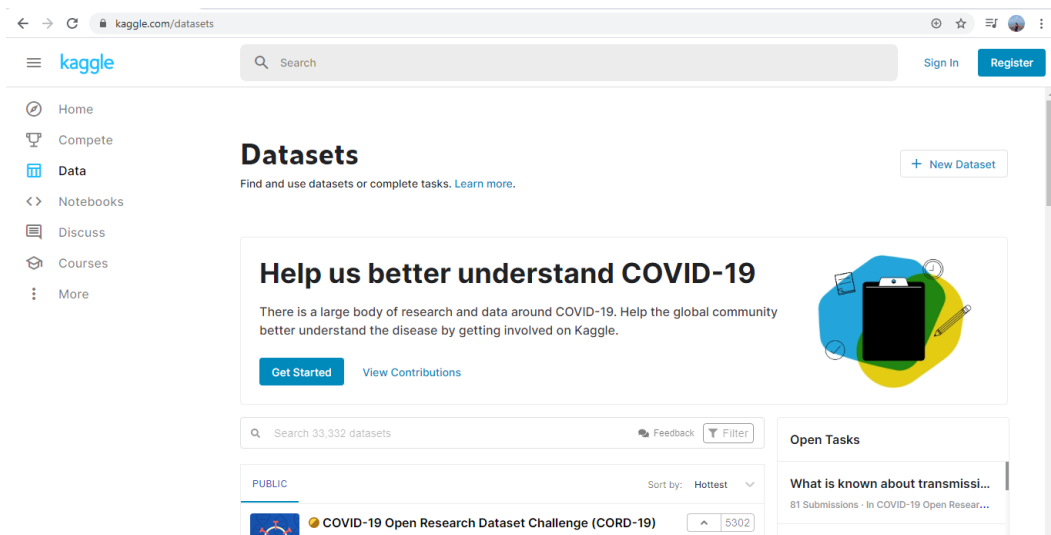 kaggle.com/datasets
kaggle
Search
Sign In
Register
Home
Compete
Data
Notebooks
Discuss
Courses
More
Datasets
+ New Dataset
Find and use datasets or complete tasks. Learn more.
Help us better understand COVID-19
There is a large body of research and data around COVID-19. Help the global community
better understand the disease by getting involved on Kaggle.
Get Started
View Contributions
Search 33,332 datasets
Feedback
Filter
PUBLIC
Sort by: Hottest
COVID-19 Open Research Dataset Challenge (CORD-19)
5302
Open Tasks
What is known about transmissi...
81 Submissions · In COVID-19 Open Resear...